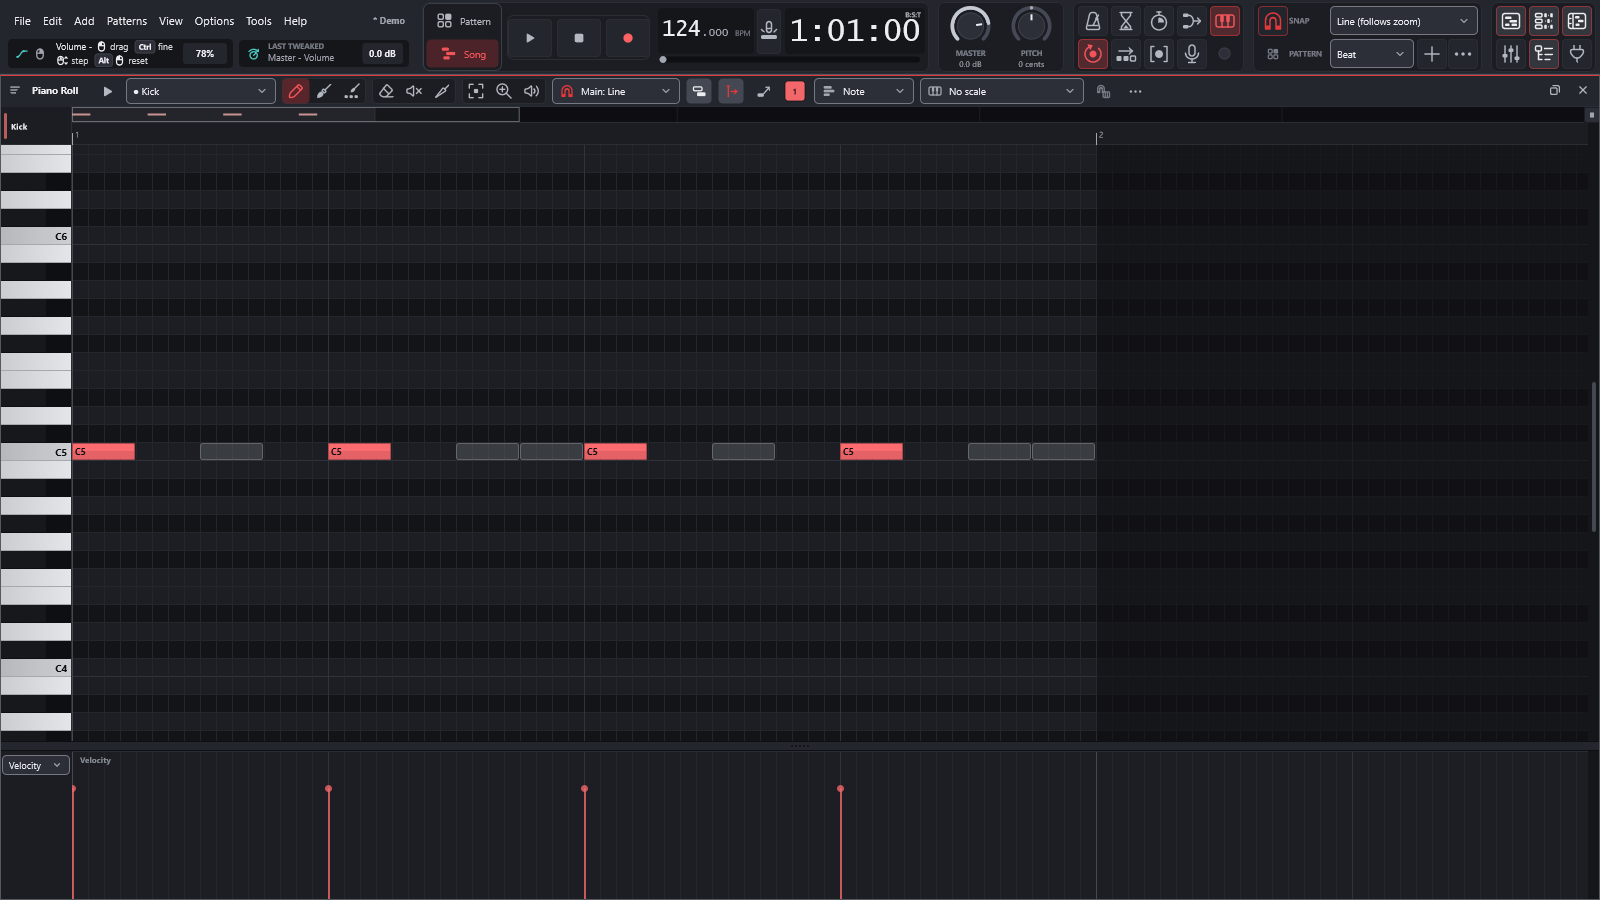 File Edit Add Patterns View Options Tools Help
* Demo
Volume - drag Ctrl fine
step Alt reset
78%
LAST TWEAKED
Master - Volume
0.0 dB
Pattern
Song
124.000 BPM
1:01:00
B:S:T
MASTER
0.0 dB
PITCH
0 cents
SNAP
Line (follows zoom)
PATTERN
Beat
Piano Roll
Kick
Main: Line
1
Note
No scale
Kick
1
2
C6
C5
C5
C5
C5
C5
C4
Velocity
Velocity